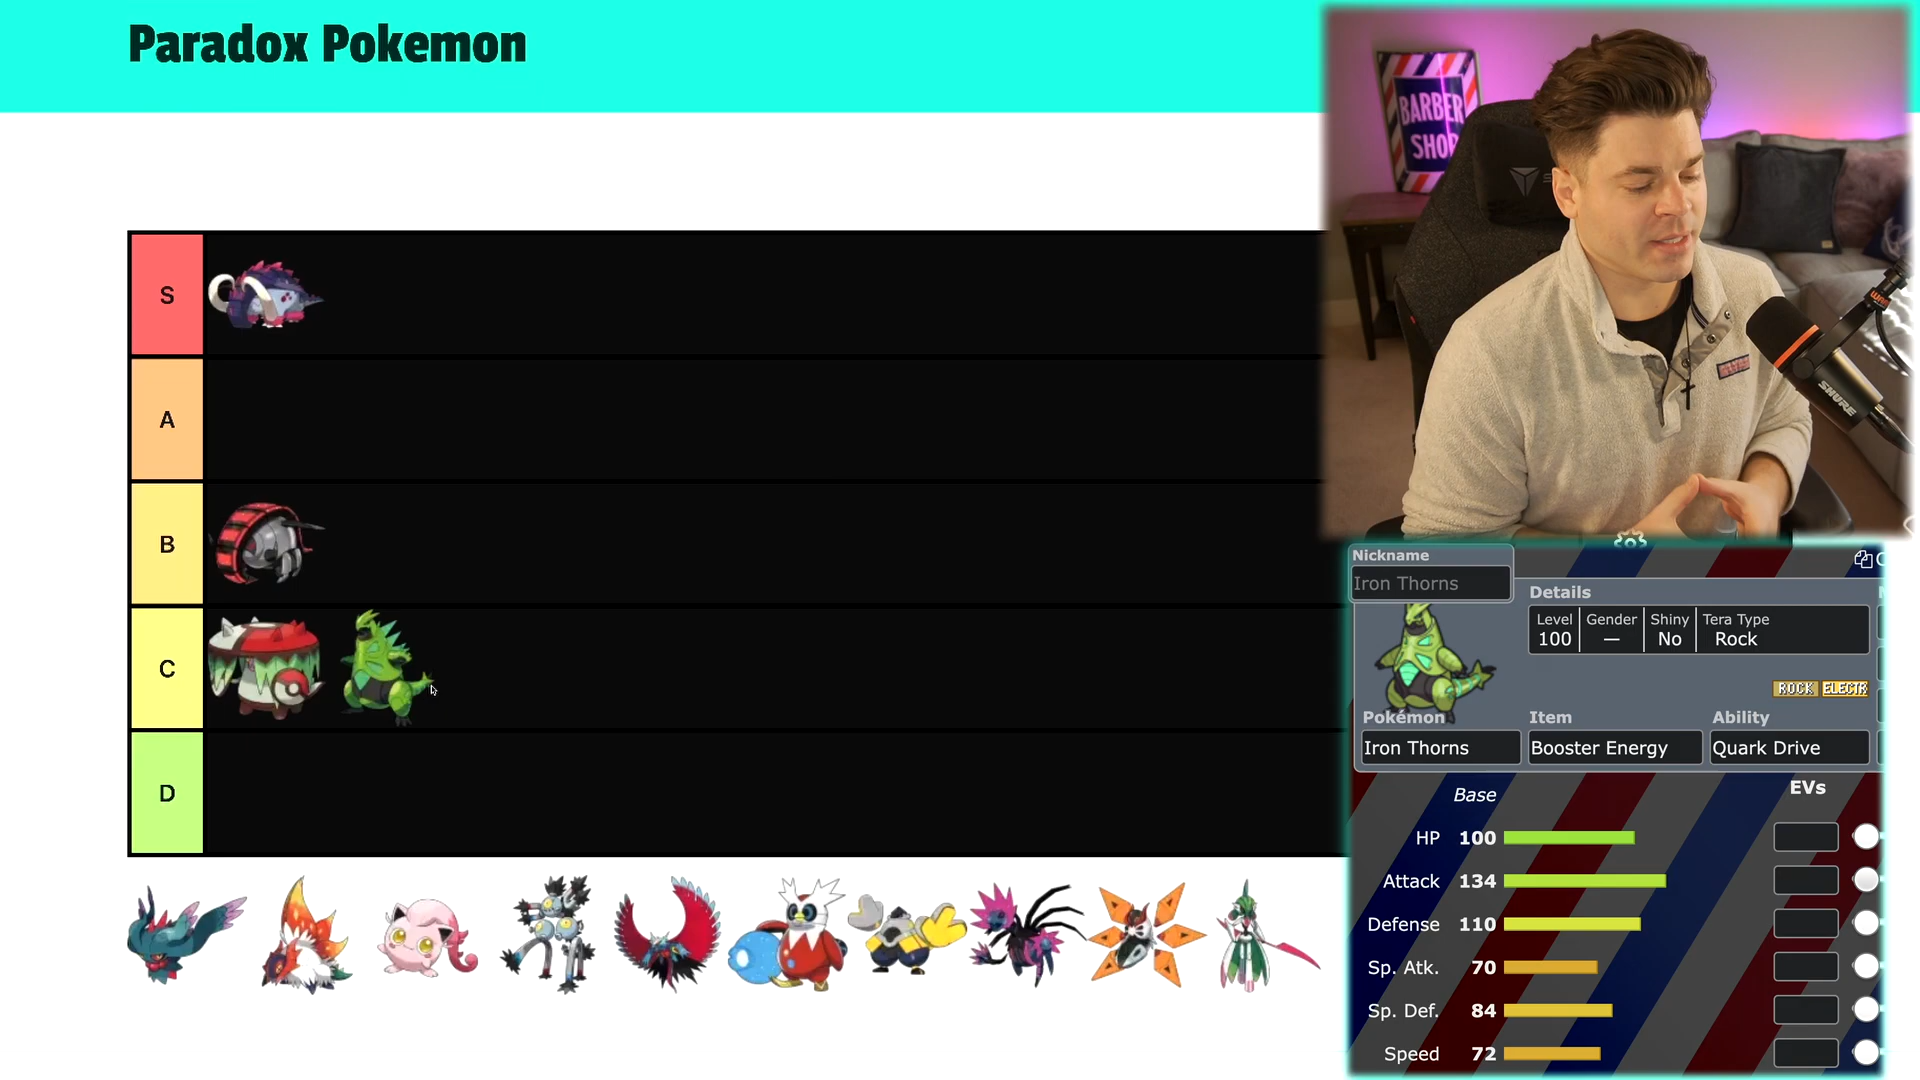 Paradox Pokemon
BARBER
SHOP
S
A
B
C
D
SHURE
Nickname
Iron Thorns
Details
Level Gender Shiny Tera Type
100 — No Rock
ROCK ELECTR
Pokémon Item Ability
Iron Thorns Booster Energy Quark Drive
Base EVs
HP 100
Attack 134
Defense 110
Sp. Atk. 70
Sp. Def. 84
Speed 72